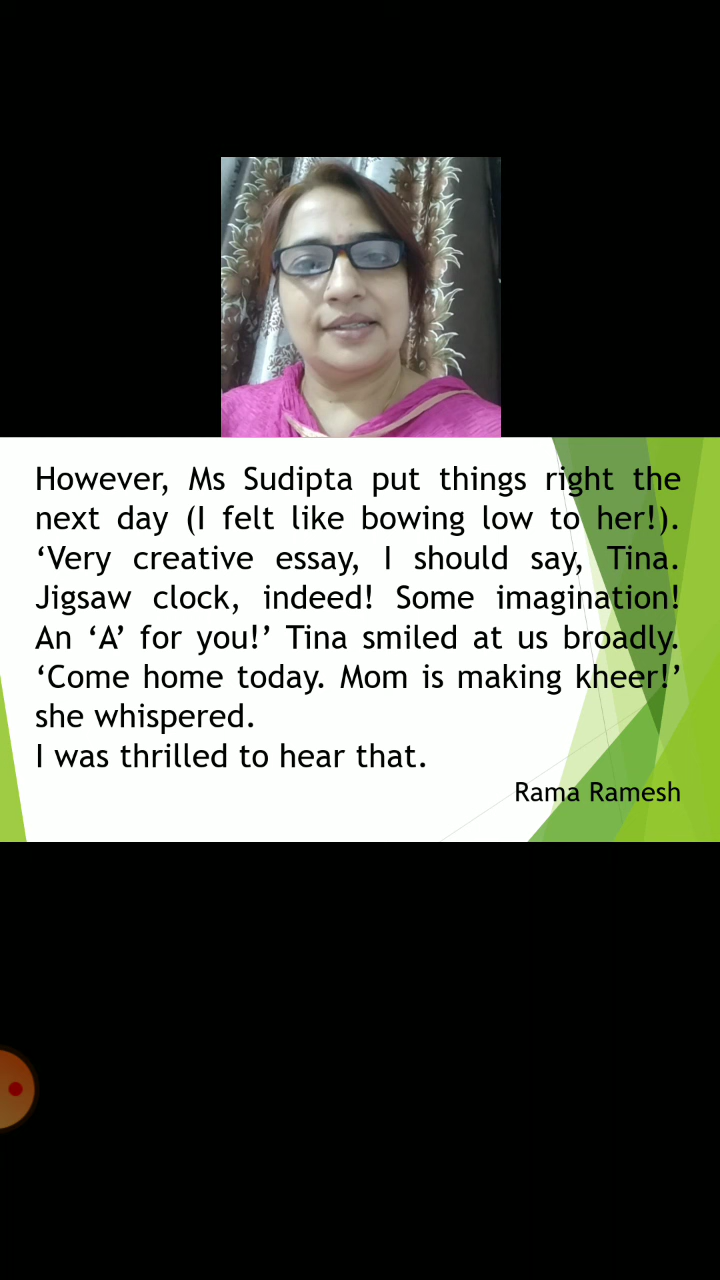 However, Ms Sudipta put things right the
next day (I felt like bowing low to her!).
‘Very creative essay, I should say, Tina.
Jigsaw clock, indeed! Some imagination!
An ‘A’ for you!’ Tina smiled at us broadly.
‘Come home today. Mom is making kheer!’
she whispered.
I was thrilled to hear that.
Rama Ramesh